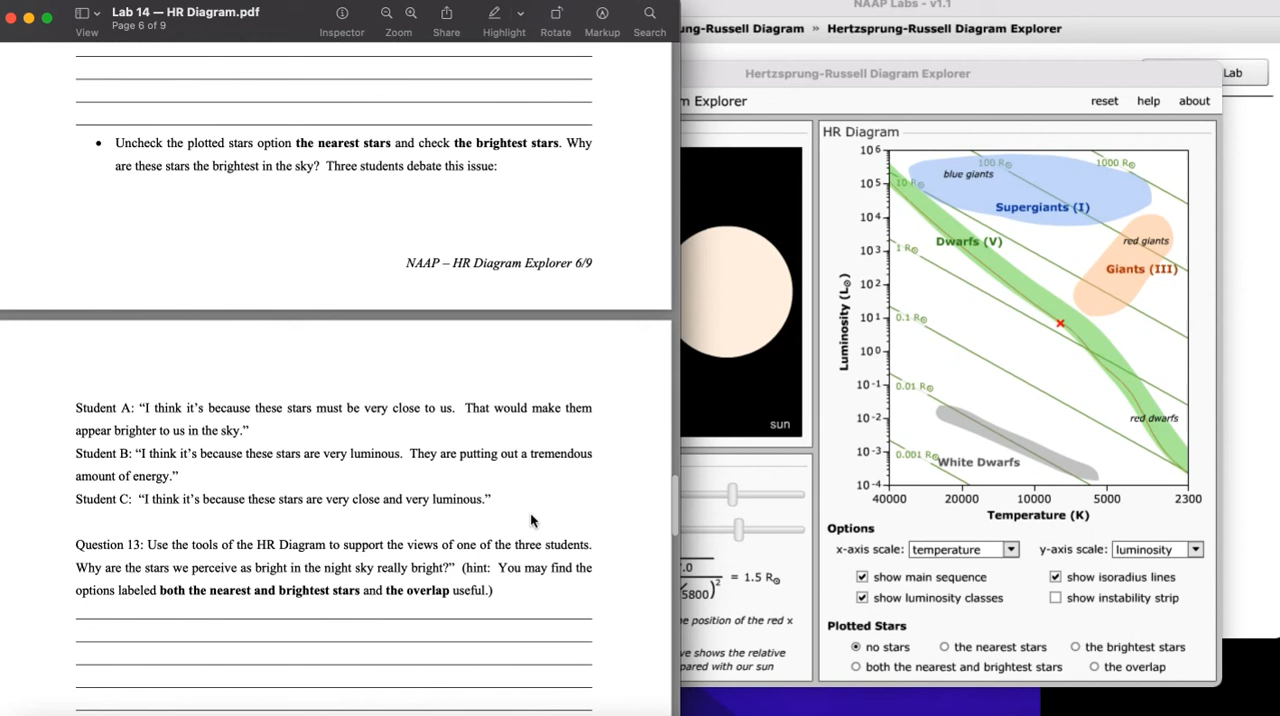 Lab 14 — HR Diagram.pdf
Page 6 of 9
View
Inspector
Zoom
Share
Highlight
Rotate
Markup
Search
• Uncheck the plotted stars option the nearest stars and check the brightest stars. Why
are these stars the brightest in the sky? Three students debate this issue:
NAAP – HR Diagram Explorer 6/9
Student A: “I think it’s because these stars must be very close to us. That would make them
appear brighter to us in the sky.”
Student B: “I think it’s because these stars are very luminous. They are putting out a tremendous
amount of energy.”
Student C: “I think it’s because these stars are very close and very luminous.”
Question 13: Use the tools of the HR Diagram to support the views of one of the three students.
Why are the stars we perceive as bright in the night sky really bright?” (hint: You may find the
options labeled both the nearest and brightest stars and the overlap useful.)
NAAP Labs - v1.1
ng-Russell Diagram » Hertzsprung-Russell Diagram Explorer
Lab
Hertzsprung-Russell Diagram Explorer
m Explorer
reset help about
sun
.0
5800)² = 1.5 R⊙
e position of the red x
ve shows the relative
pared with our sun
HR Diagram
Luminosity (L⊙)
10⁶
10⁵
10⁴
10³
10²
10¹
10⁰
10⁻¹
10⁻²
10⁻³
10⁻⁴
100 R⊙
1000 R⊙
10 R⊙
1 R⊙
0.1 R⊙
0.01 R⊙
0.001 R⊙
blue giants
Supergiants (I)
Dwarfs (V)
red giants
Giants (III)
red dwarfs
White Dwarfs
40000 20000 10000 5000 2300
Temperature (K)
Options
x-axis scale: temperature y-axis scale: luminosity
show main sequence show isoradius lines
show luminosity classes show instability strip
Plotted Stars
no stars the nearest stars the brightest stars
both the nearest and brightest stars the overlap